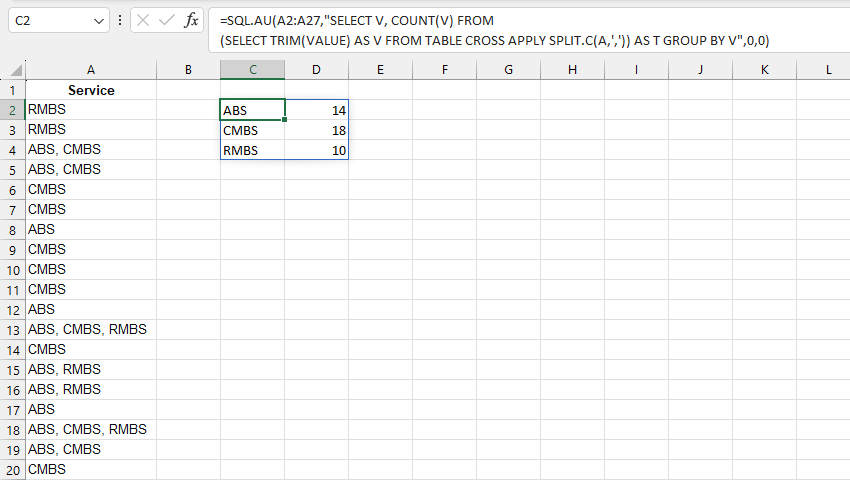 C2
fx
=SQL.AU(A2:A27,"SELECT V, COUNT(V) FROM
(SELECT TRIM(VALUE) AS V FROM TABLE CROSS APPLY SPLIT.C(A,',')) AS T GROUP BY V",0,0)
A B C D E F G H I J K L
1 Service
2 RMBS ABS 14
3 RMBS CMBS 18
4 ABS, CMBS RMBS 10
5 ABS, CMBS
6 CMBS
7 CMBS
8 ABS
9 CMBS
10 CMBS
11 CMBS
12 ABS
13 ABS, CMBS, RMBS
14 CMBS
15 ABS, RMBS
16 ABS, RMBS
17 ABS
18 ABS, CMBS, RMBS
19 ABS, CMBS
20 CMBS